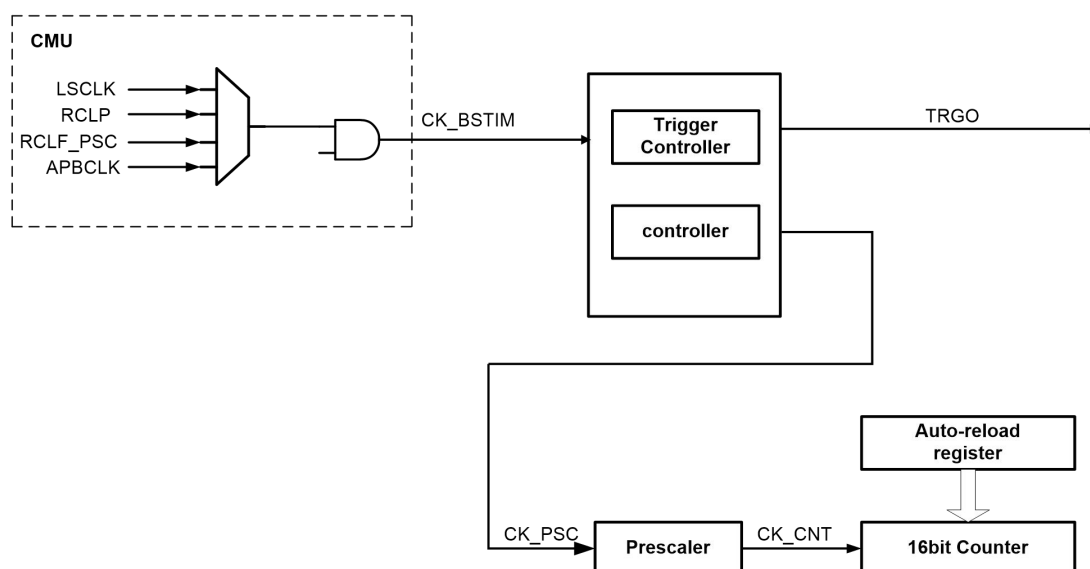 CMU
LSCLK
RCLP
RCLF_PSC
APBCLK
CK_BSTIM
Trigger
Controller
controller
TRGO
Auto-reload
register
CK_PSC
Prescaler
CK_CNT
16bit Counter